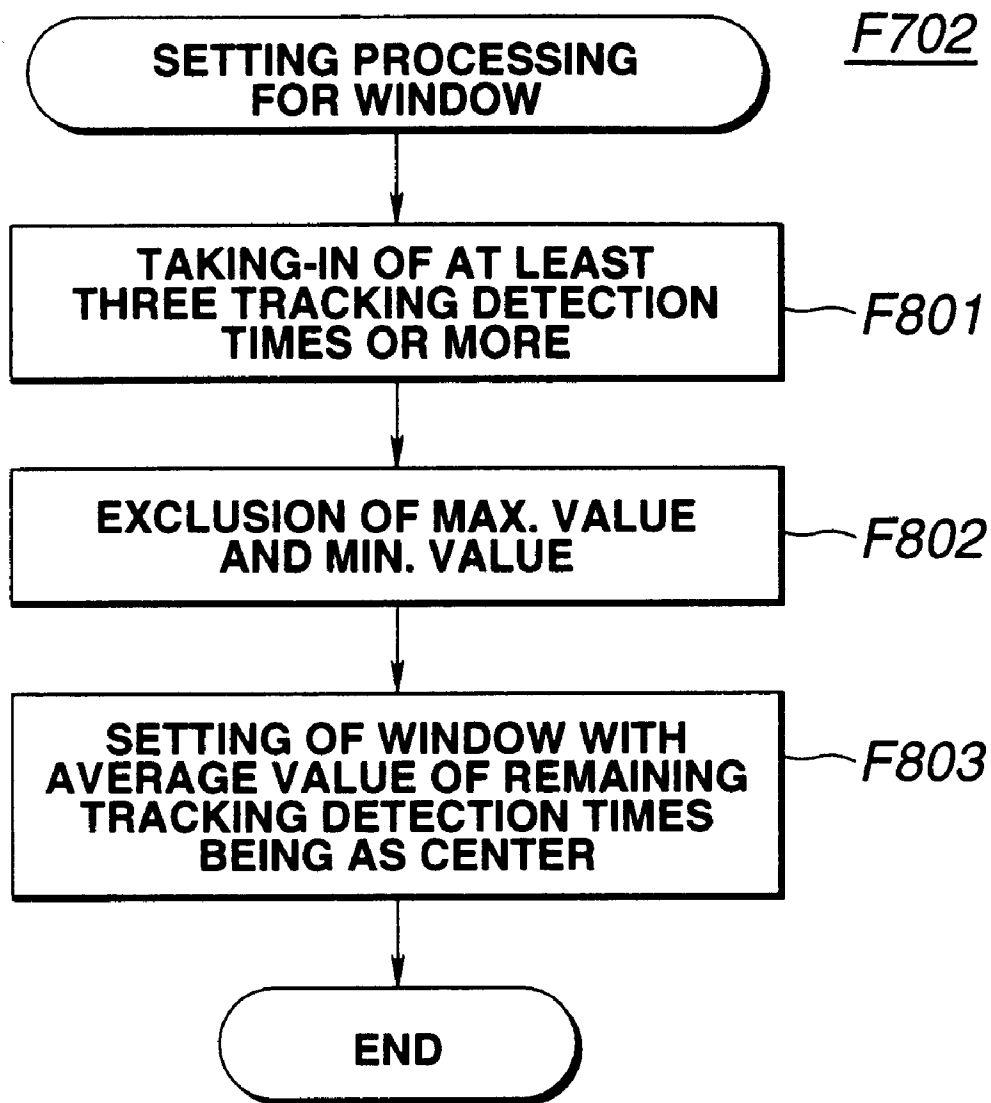 F702
SETTING PROCESSING
FOR WINDOW
TAKING-IN OF AT LEAST
THREE TRACKING DETECTION
TIMES OR MORE
F801
EXCLUSION OF MAX. VALUE
AND MIN. VALUE
F802
SETTING OF WINDOW WITH
AVERAGE VALUE OF REMAINING
TRACKING DETECTION TIMES
BEING AS CENTER
F803
END